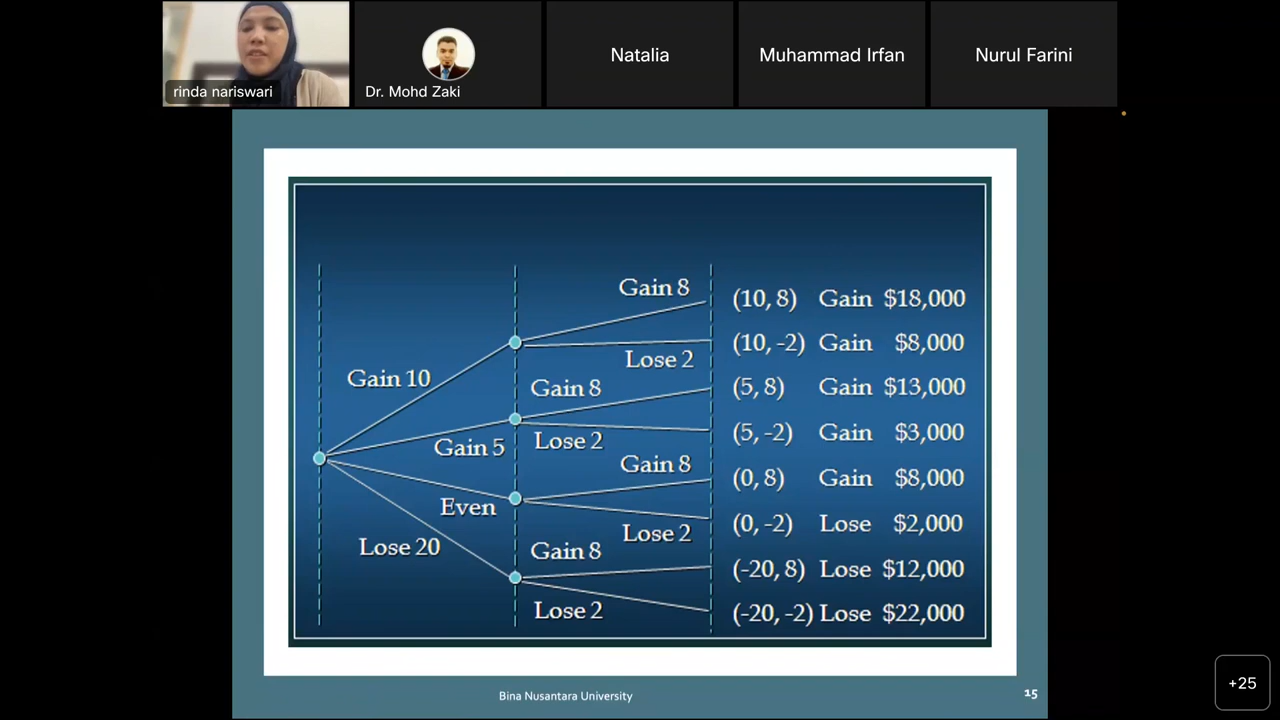 rinda nariswari
Dr. Mohd Zaki
Natalia
Muhammad Irfan
Nurul Farini
Gain 8
(10, 8) Gain $18,000
(10, -2) Gain $8,000
Lose 2
Gain 10
Gain 8
(5, 8) Gain $13,000
(5, -2) Gain $3,000
Gain 5
Lose 2
Gain 8
(0, 8) Gain $8,000
Even
(0, -2) Lose $2,000
Lose 2
Lose 20
Gain 8
(-20, 8) Lose $12,000
Lose 2
(-20, -2) Lose $22,000
Bina Nusantara University
15
+25